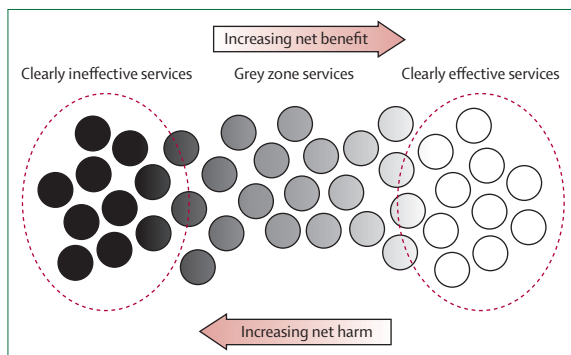 Increasing net benefit
Clearly ineffective services
Grey zone services
Clearly effective services
Increasing net harm